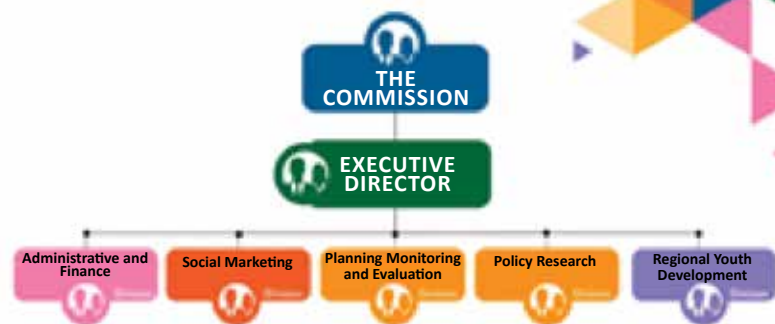 THE
COMMISSION
EXECUTIVE
DIRECTOR
Administrative and
Finance
Social Marketing
Planning Monitoring
and Evaluation
Policy Research
Regional Youth
Development